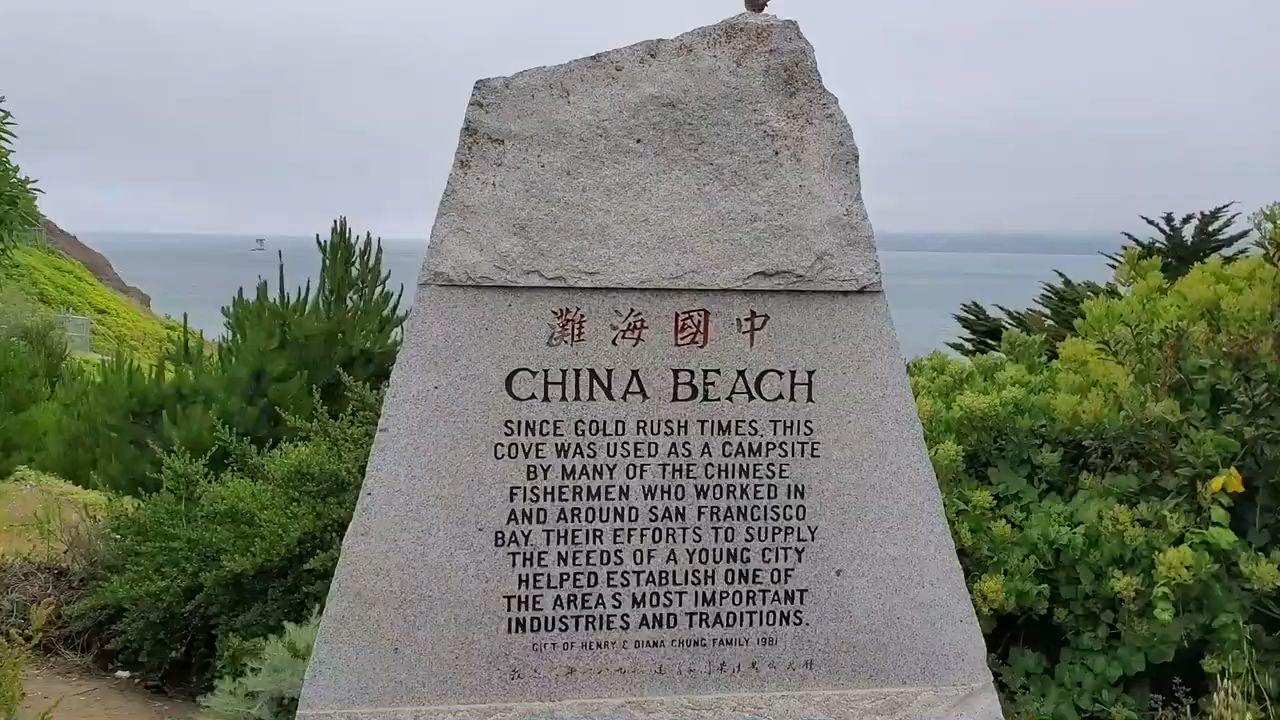 中國海灘
CHINA BEACH
SINCE GOLD RUSH TIMES, THIS
COVE WAS USED AS A CAMPSITE
BY MANY OF THE CHINESE
FISHERMEN WHO WORKED IN
AND AROUND SAN FRANCISCO
BAY. THEIR EFFORTS TO SUPPLY
THE NEEDS OF A YOUNG CITY
HELPED ESTABLISH ONE OF
THE AREAS MOST IMPORTANT
INDUSTRIES AND TRADITIONS.
GIFT OF HENRY & DIANA CHUNG FAMILY 1981